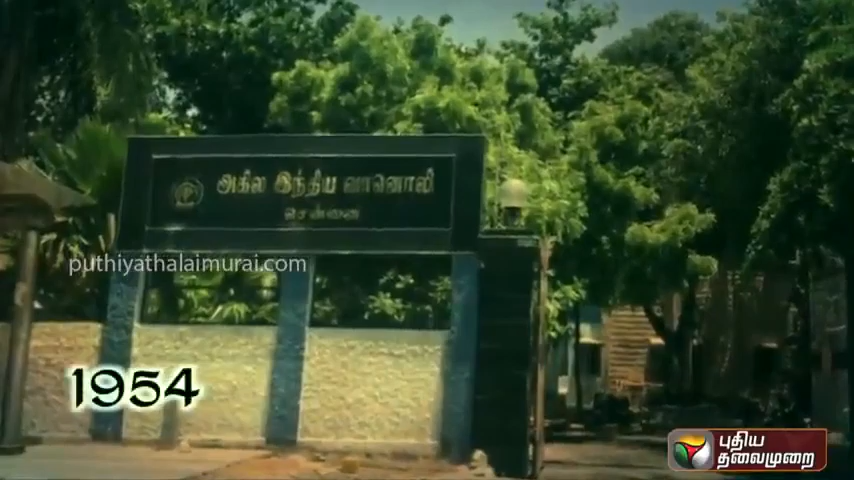 அகில இந்திய வானொலி
சென்னை
puthiyathalaimurai.com
1954
புதிய
தலைமுறை